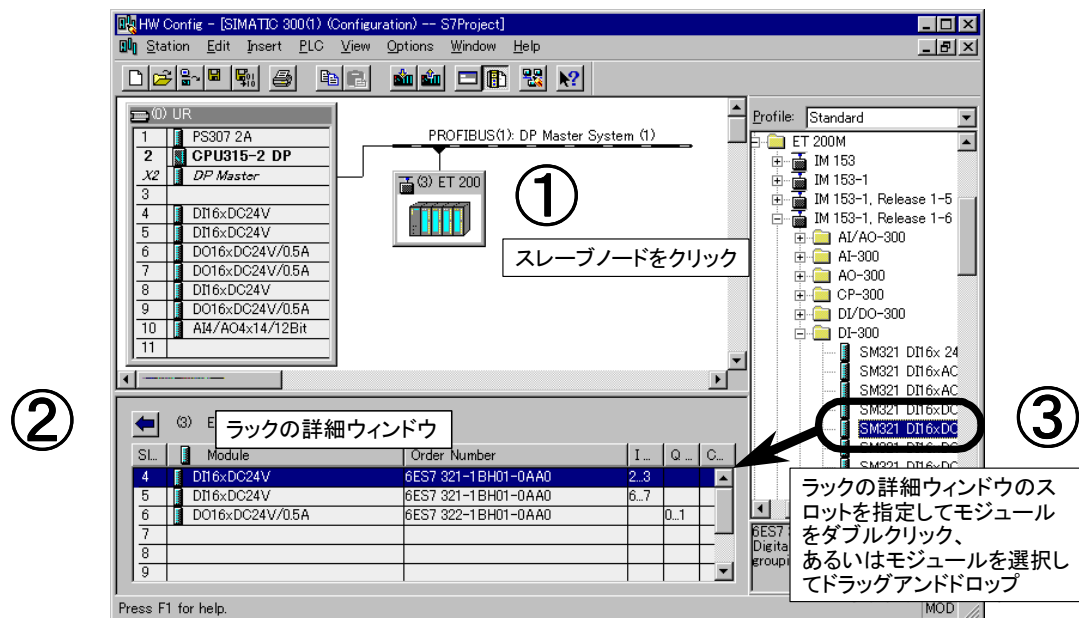 HW Config - [SIMATIC 300(1) (Configuration) -- S7Project]
Station Edit Insert PLC View Options Window Help
(0) UR
1 PS307 2A
2 CPU315-2 DP
X2 DP Master
3
4 DI16xDC24V
5 DI16xDC24V
6 DO16xDC24V/0.5A
7 DO16xDC24V/0.5A
8 DI16xDC24V
9 DO16xDC24V/0.5A
10 AI4/AO4x14/12Bit
11
PROFIBUS(1): DP Master System (1)
(3) ET 200
①
スレーブノードをクリック
Profile: Standard
ET 200M
IM 153
IM 153-1
IM 153-1, Release 1-5
IM 153-1, Release 1-6
AI/AO-300
AI-300
AO-300
CP-300
DI/DO-300
DI-300
SM321 DI16x 24
SM321 DI16xAC
SM321 DI16xAC
SM321 DI16xDC
SM321 DI16xDC
SM321 DI16xDC
SM321 DI16xDC
②
(3) E
ラックの詳細ウィンドウ
Sl... Module Order Number I ... Q ... C...
4 DI16xDC24V 6ES7 321-1BH01-0AA0 2...3
5 DI16xDC24V 6ES7 321-1BH01-0AA0 6...7
6 DO16xDC24V/0.5A 6ES7 322-1BH01-0AA0 0...1
7
8
9
③
ラックの詳細ウィンドウのス
ロットを指定してモジュール
をダブルクリック、
あるいはモジュールを選択し
てドラッグアンドドロップ
6ES7
Digita
groupi
Press F1 for help.
MOD